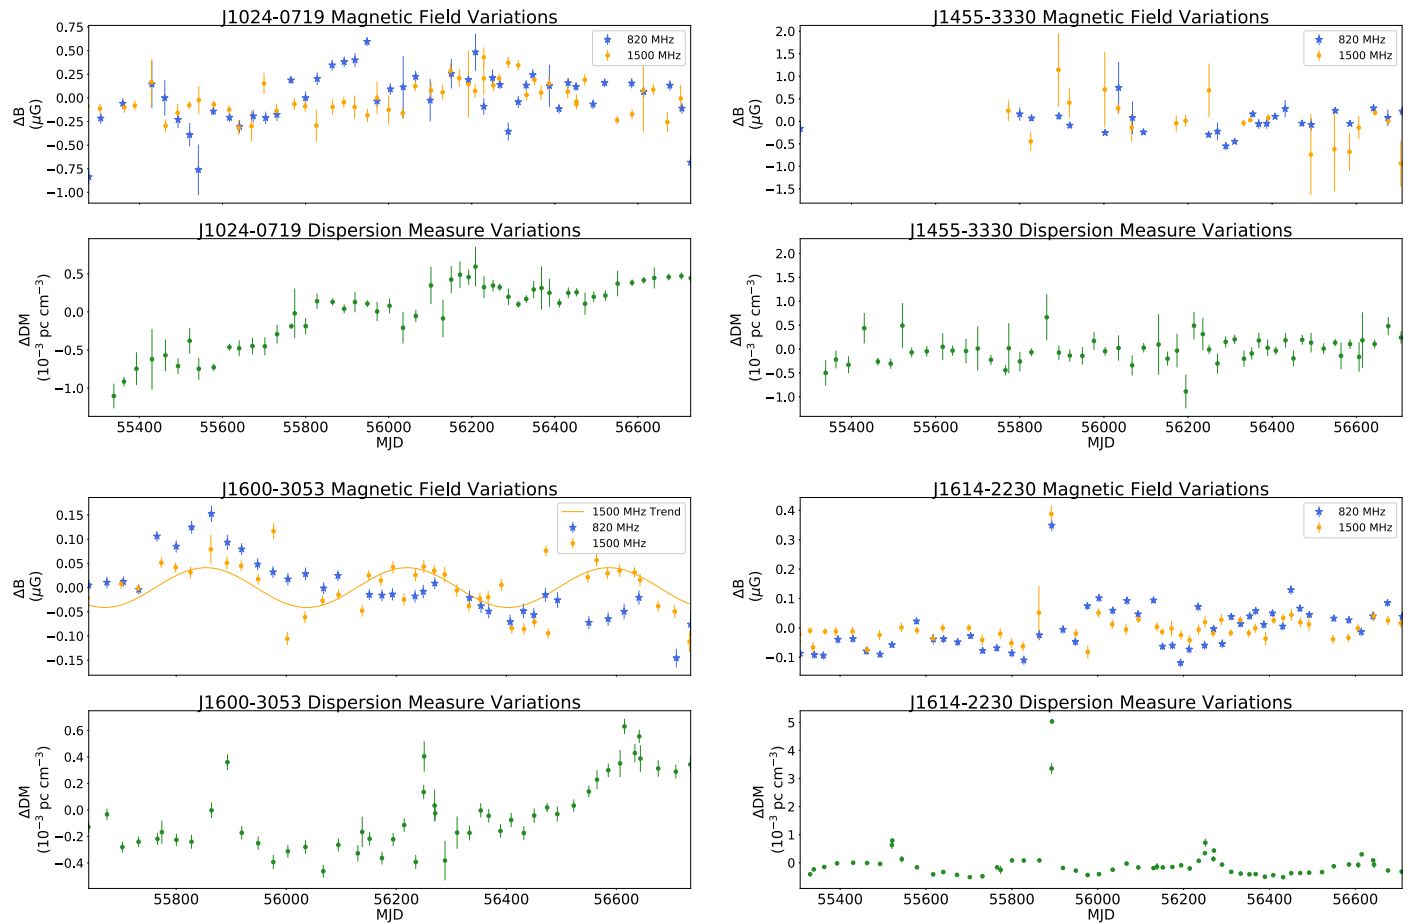 J1024-0719 Magnetic Field Variations
0.75
0.50
0.25
0.00
−0.25
−0.50
−0.75
−1.00
ΔB
(μG)
820 MHz
1500 MHz
J1024-0719 Dispersion Measure Variations
0.5
0.0
−0.5
−1.0
ΔDM
(10⁻³ pc cm⁻³)
55400 55600 55800 56000 56200 56400 56600
MJD
J1455-3330 Magnetic Field Variations
2.0
1.5
1.0
0.5
0.0
−0.5
−1.0
−1.5
ΔB
(μG)
820 MHz
1500 MHz
J1455-3330 Dispersion Measure Variations
2.0
1.5
1.0
0.5
0.0
−0.5
−1.0
ΔDM
(10⁻³ pc cm⁻³)
55400 55600 55800 56000 56200 56400 56600
MJD
J1600-3053 Magnetic Field Variations
0.15
0.10
0.05
0.00
−0.05
−0.10
−0.15
ΔB
(μG)
1500 MHz Trend
820 MHz
1500 MHz
J1600-3053 Dispersion Measure Variations
0.6
0.4
0.2
0.0
−0.2
−0.4
ΔDM
(10⁻³ pc cm⁻³)
55800 56000 56200 56400 56600
MJD
J1614-2230 Magnetic Field Variations
0.4
0.3
0.2
0.1
0.0
−0.1
ΔB
(μG)
820 MHz
1500 MHz
J1614-2230 Dispersion Measure Variations
5
4
3
2
1
0
ΔDM
(10⁻³ pc cm⁻³)
55400 55600 55800 56000 56200 56400 56600
MJD